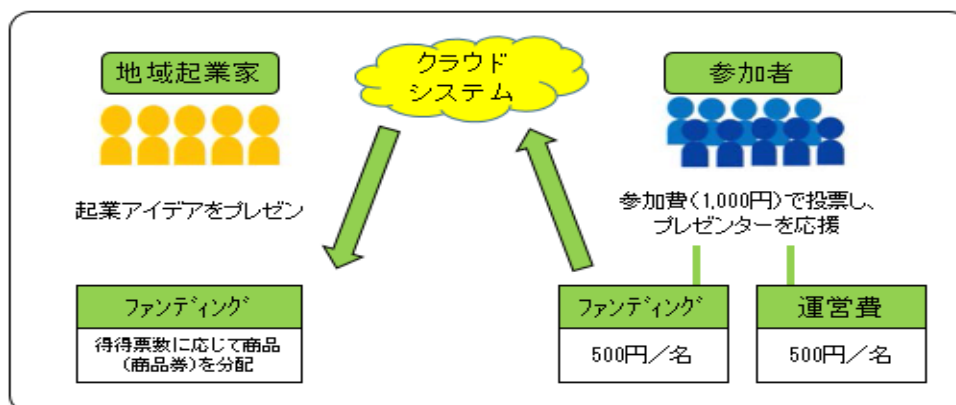 地域起業家
起業アイデアをプレゼン
ファンディング
得得票数に応じて商品
(商品券)を分配
クラウド
システム
参加者
参加費(1,000円)で投票し、
プレゼンターを応援
ファンディング
500円/名
運営費
500円/名